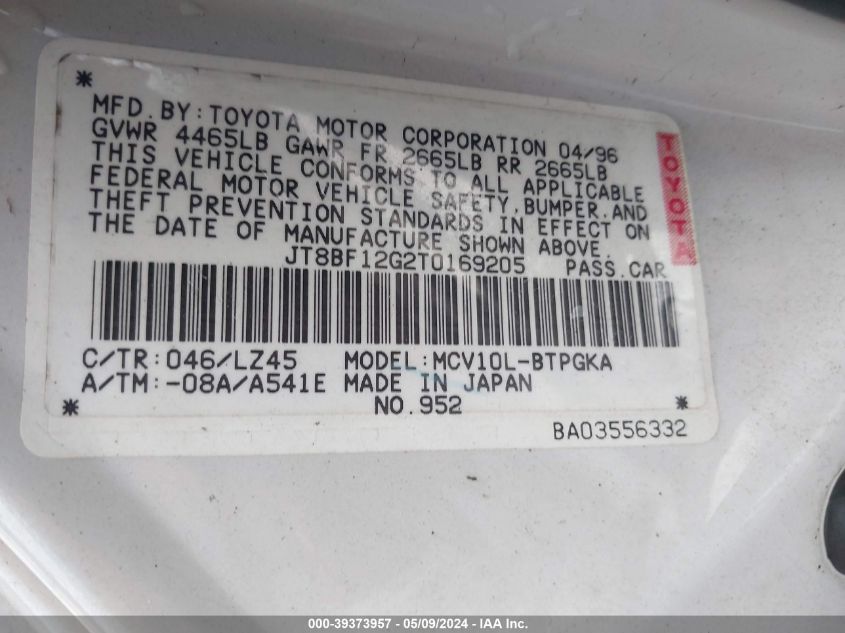 *
MFD.BY:TOYOTA MOTOR CORPORATION 04/96
GVWR 4465LB GAWR FR 2665LB RR 2665LB
THIS VEHICLE CONFORMS TO ALL APPLICABLE
FEDERAL MOTOR VEHICLE SAFETY,BUMPER,AND
THEFT PREVENTION STANDARDS IN EFFECT ON
THE DATE OF MANUFACTURE SHOWN ABOVE.
JT8BF12G2T0169205 PASS.CAR
TOYOTA
C/TR:046/LZ45 MODEL:MCV10L-BTPGKA
A/TM:-08A/A541E MADE IN JAPAN
* NO.952 *
BA03556332
000-39373957 - 05/09/2024 - IAA Inc.